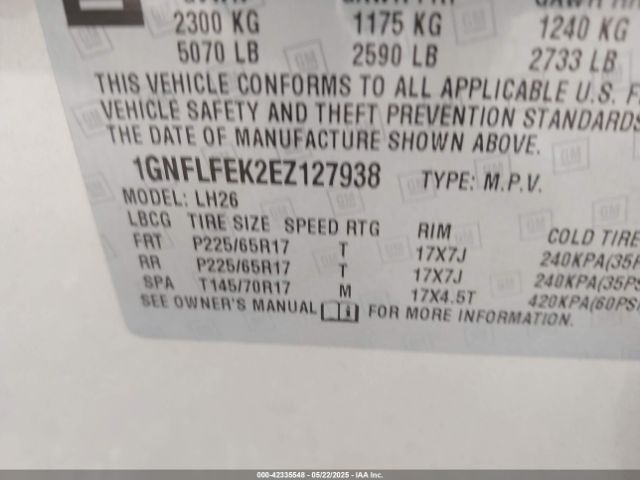 2300 KG 1175 KG 1240 KG
5070 LB 2590 LB 2733 LB
THIS VEHICLE CONFORMS TO ALL APPLICABLE U.S. F
VEHICLE SAFETY AND THEFT PREVENTION STANDARDS
THE DATE OF MANUFACTURE SHOWN ABOVE.
1GNFLFEK2EZ127938 TYPE: M.P.V.
MODEL: LH26
LBCG TIRE SIZE SPEED RTG RIM COLD TIRE
FRT P225/65R17 T 17X7J 240KPA(35P
RR P225/65R17 T 17X7J 240KPA(35PS
SPA T145/70R17 M 17X4.5T 420KPA(60PS
SEE OWNER'S MANUAL FOR MORE INFORMATION.
000-42335548 - 05/22/2025 - IAAI.COM